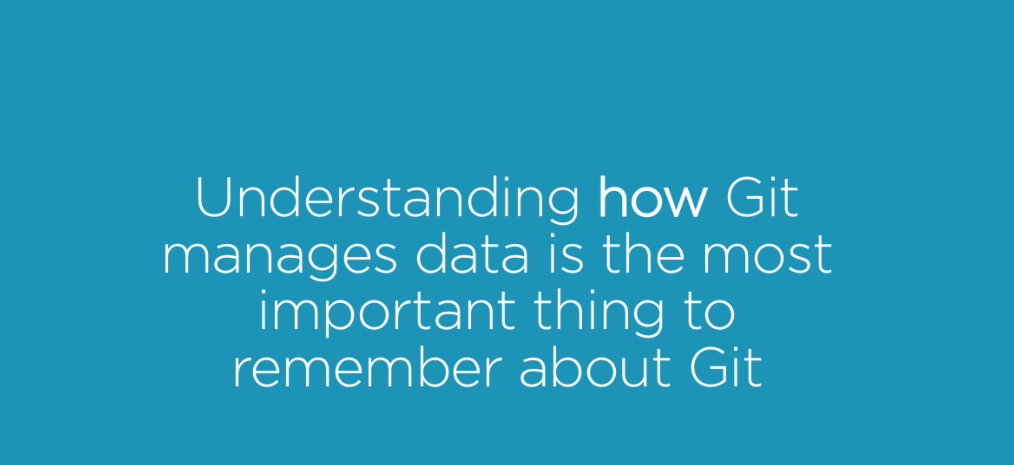 Understanding how Git
manages data is the most
important thing to
remember about Git